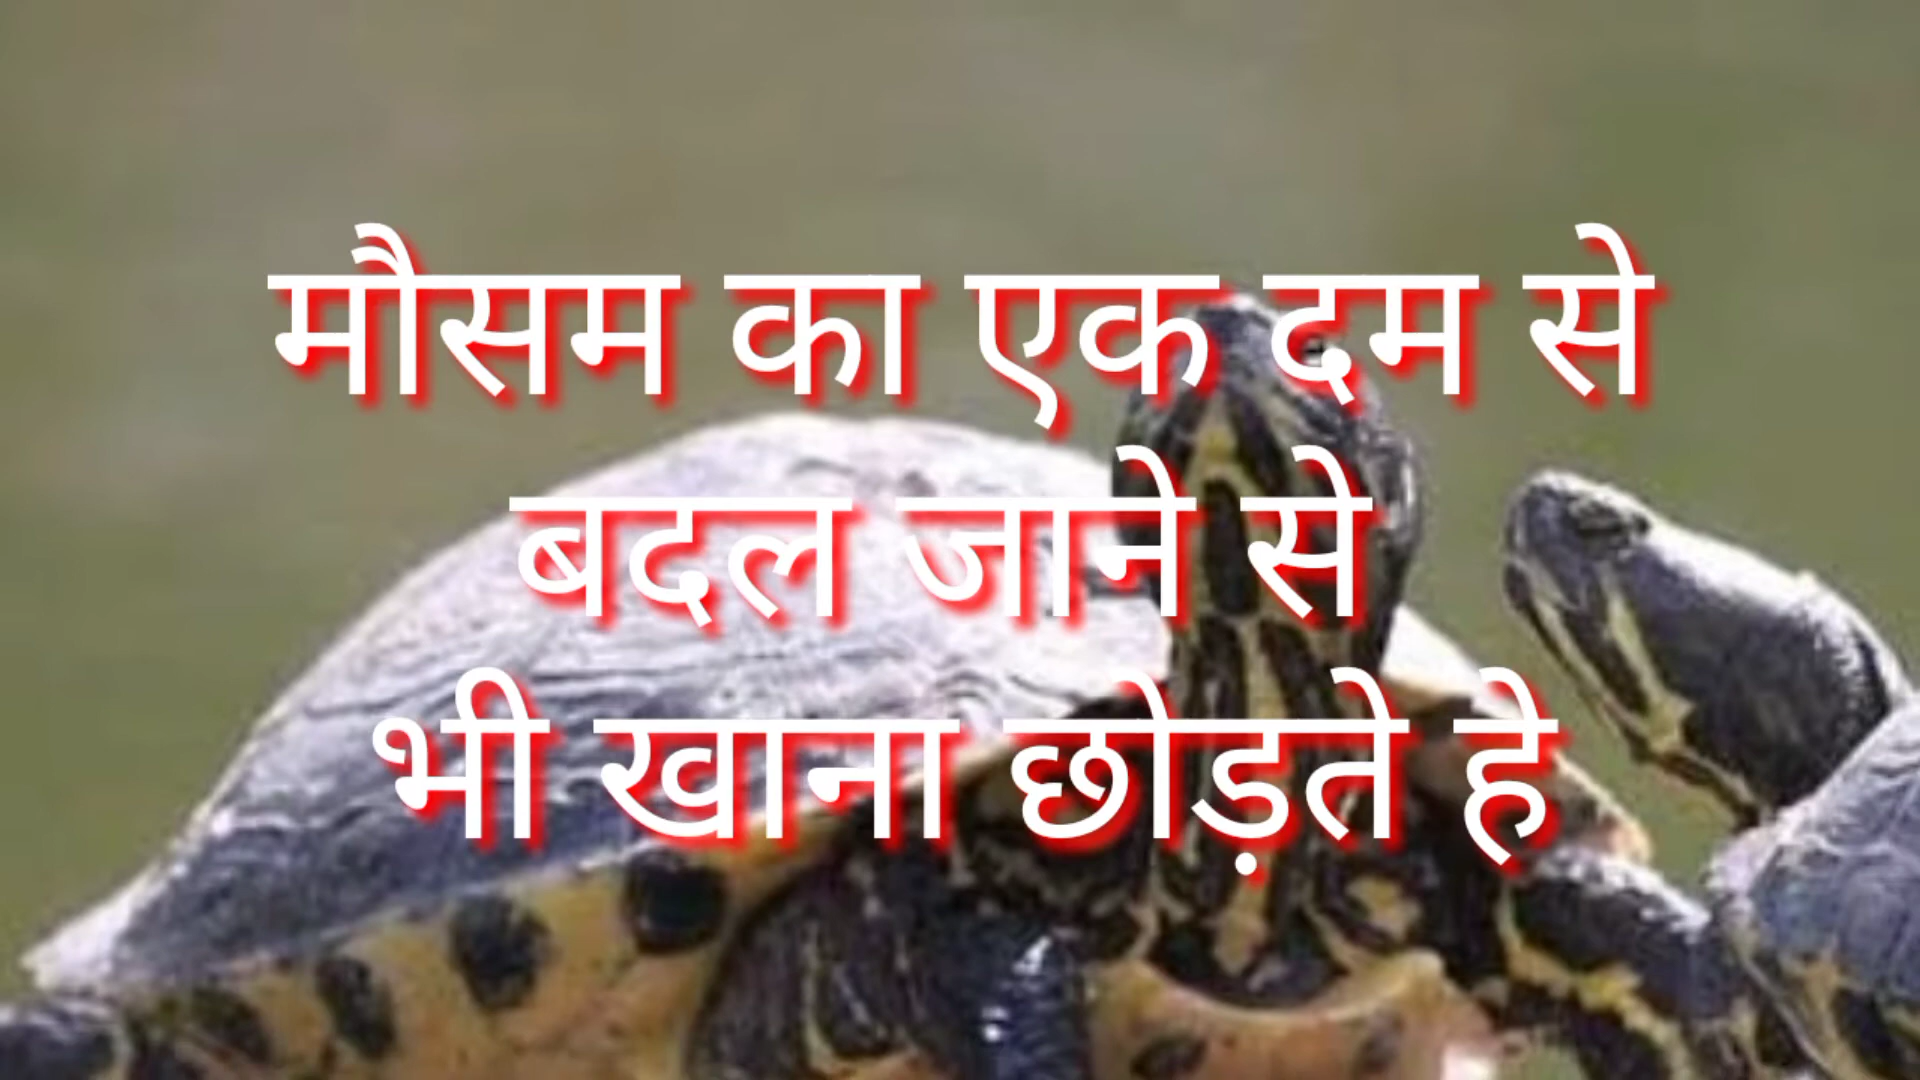 मौसम का एक दम से
बदल जाने से
भी खाना छोड़ते हे